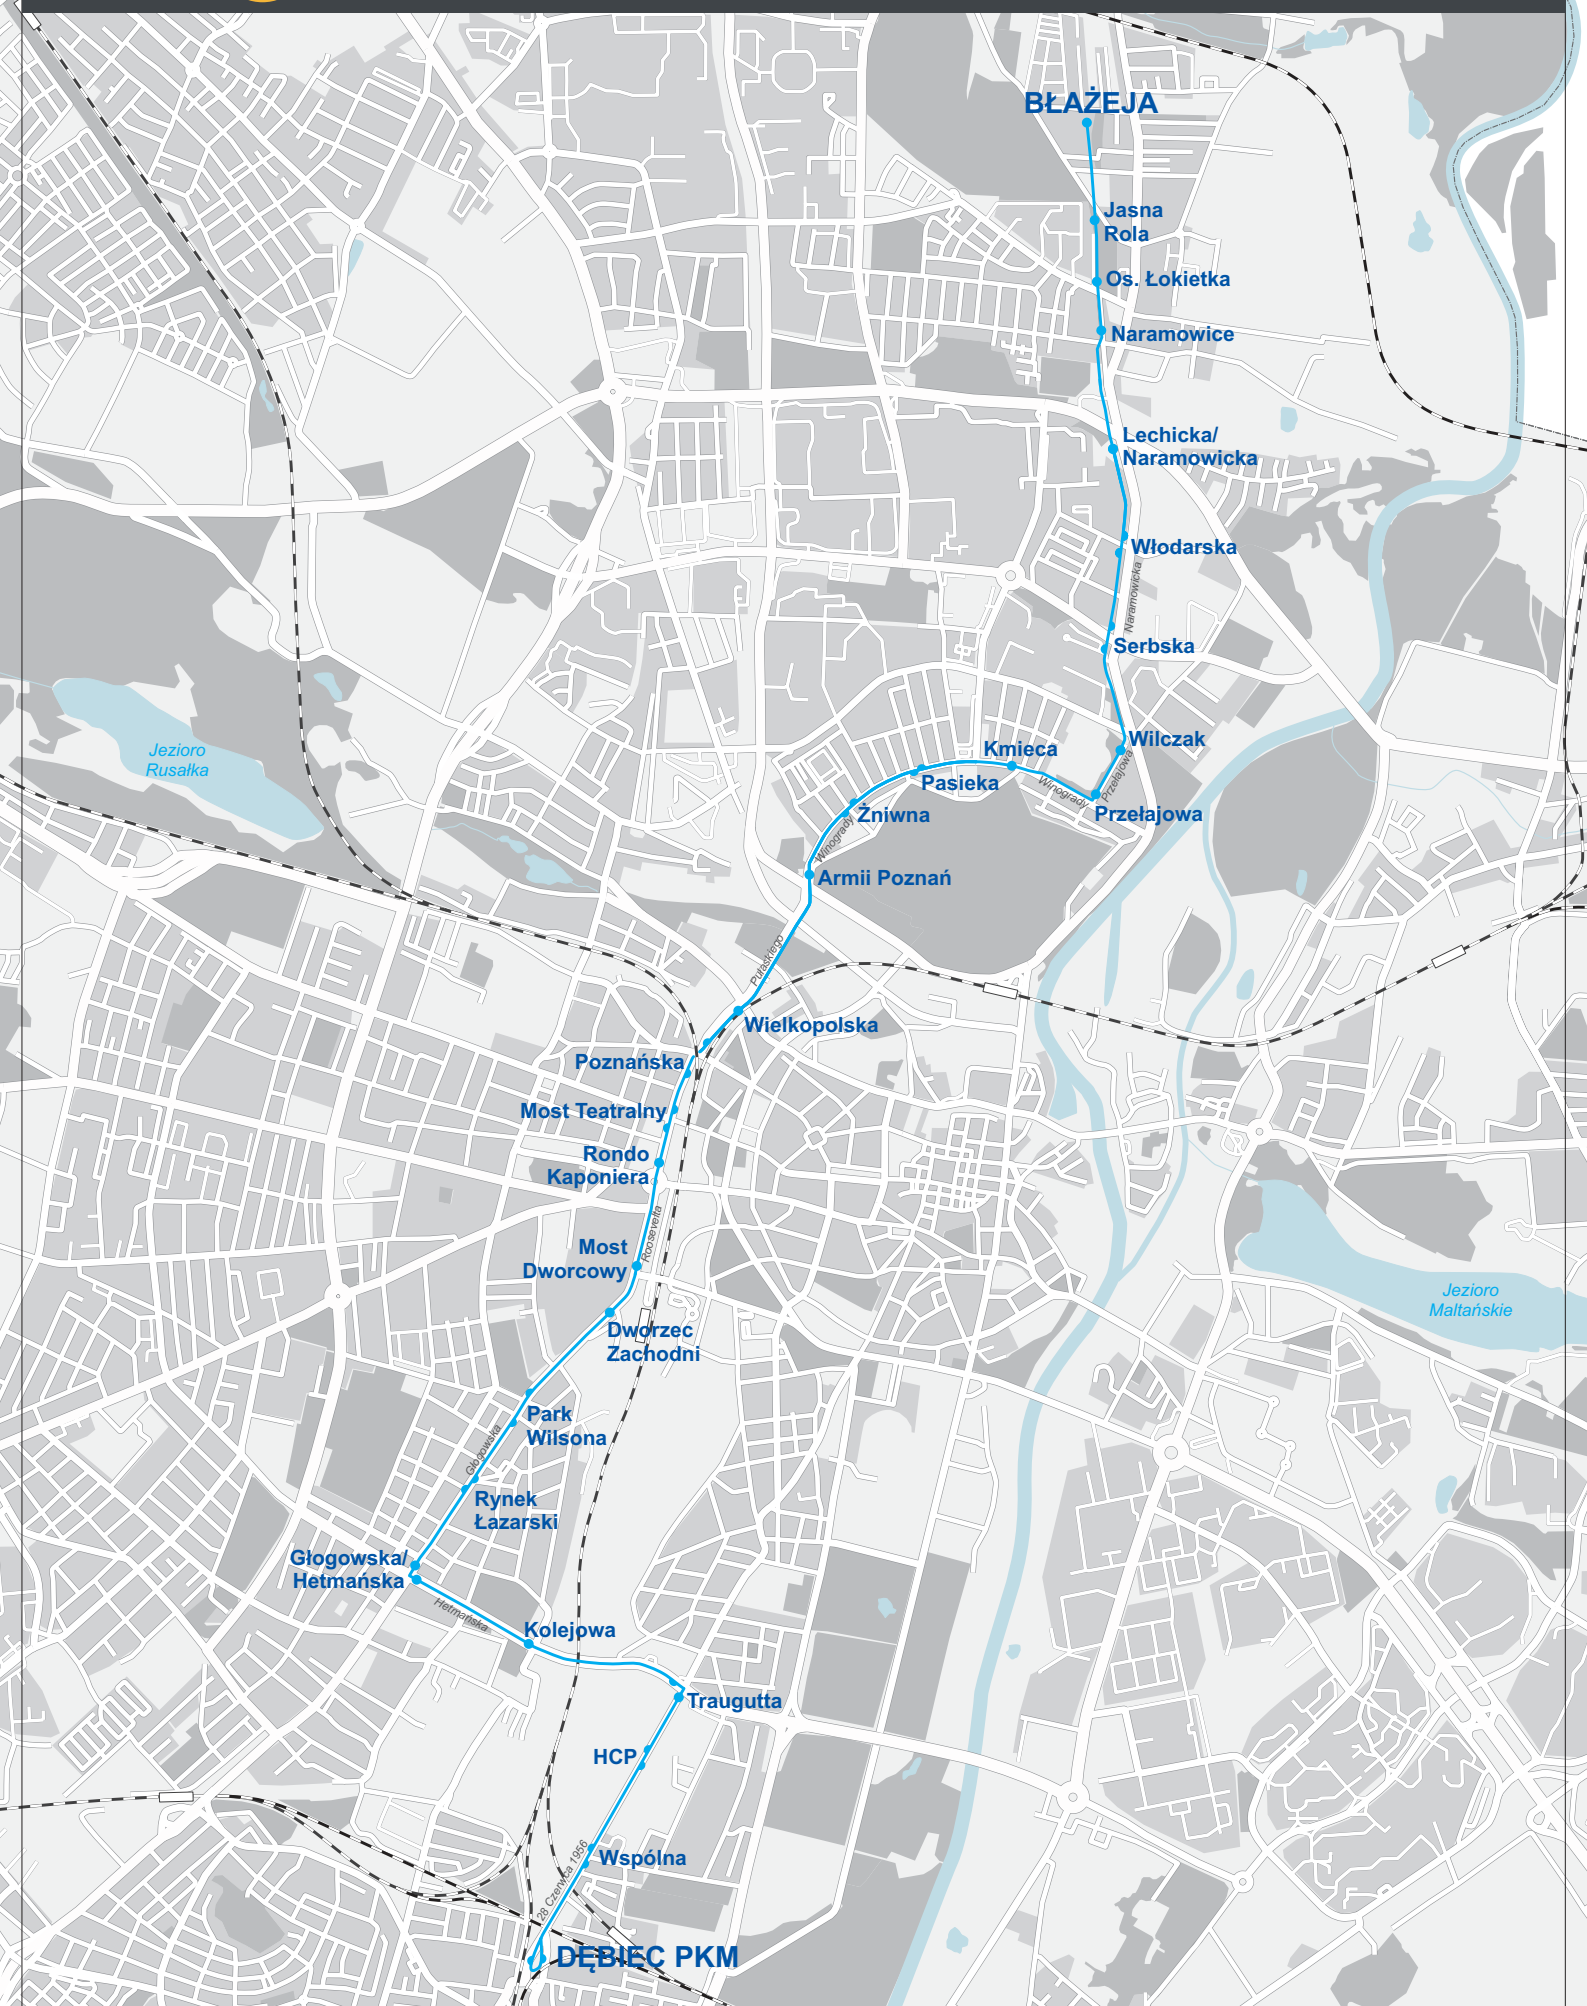 BŁAŻEJA
Jasna
Rola
Os. Łokietka
Naramowice
Lechicka/
Naramowicka
Włodarska
Naramowicka
Serbska
Wilczak
Przełajowa
Jezioro
Rusałka
Kmieca
Pasieka
Winogrady
Przełajowa
Żniwna
Winogrady
Armii Poznań
Pułaskiego
Wielkopolska
Poznańska
Most Teatralny
Rondo
Kaponiera
Roosevelta
Most
Dworcowy
Jezioro
Maltańskie
Dworzec
Zachodni
Park
Wilsona
Głogowska
Rynek
Łazarski
Głogowska/
Hetmańska
Hetmańska
Kolejowa
Traugutta
HCP
Wspólna
28 Czerwca 1956
DĘBIEC PKM